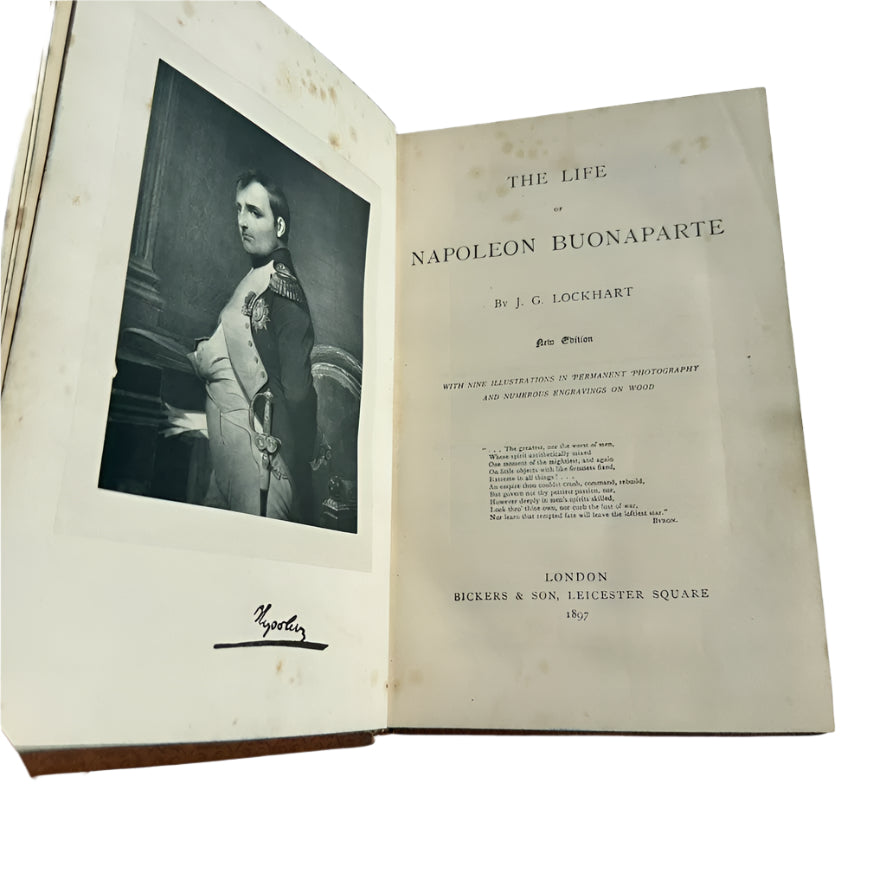 Napoleon
THE LIFE
OF
NAPOLEON BUONAPARTE
By J. G. LOCKHART
New Edition
WITH NINE ILLUSTRATIONS IN PERMANENT PHOTOGRAPHY
AND NUMEROUS ENGRAVINGS ON WOOD
". . . The greatest, nor the worst of men,
Whose spirit antithetically mixed
One moment of the mightiest, and again
On little objects with like firmness fixed,
Extreme in all things! . . .
An empire thou couldst crush, command, rebuild,
But govern not thy pettiest passion, nor,
However deeply in men's spirits skilled,
Look thro' thine own, nor curb the lust of war,
Nor learn that tempted fate will leave the loftiest star."
BYRON.
LONDON
BICKERS & SON, LEICESTER SQUARE
1897